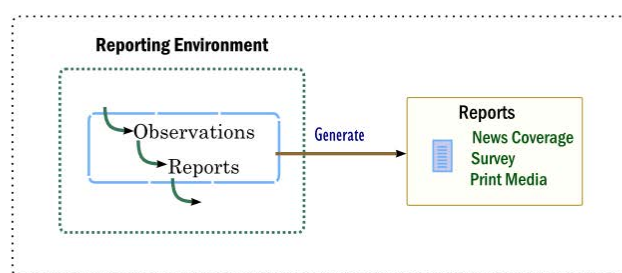 Reporting Environment
Observations
Reports
Generate
Reports
News Coverage
Survey
Print Media